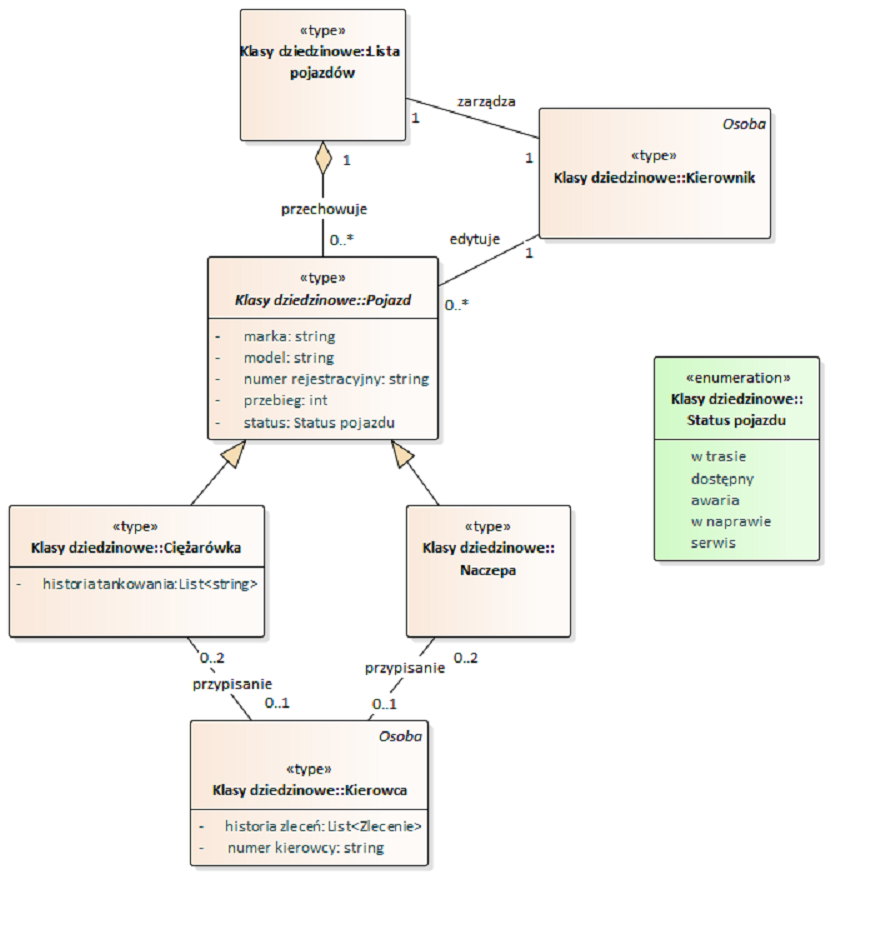 «type»
Klasy dziedzinowe::Lista
pojazdów
zarządza
1
1
Osoba
«type»
Klasy dziedzinowe::Kierownik
1
przechowuje
0..*
edytuje
1
0..*
«type»
Klasy dziedzinowe::Pojazd
- marka: string
- model: string
- numer rejestracyjny: string
- przebieg: int
- status: Status pojazdu
«enumeration»
Klasy dziedzinowe::
Status pojazdu
w trasie
dostępny
awaria
w naprawie
serwis
«type»
Klasy dziedzinowe::Ciężarówka
- historia tankowania: List<string>
«type»
Klasy dziedzinowe::
Naczepa
0..2
przypisanie
0..1
0..2
przypisanie
0..1
Osoba
«type»
Klasy dziedzinowe::Kierowca
- historia zleceń: List<Zlecenie>
- numer kierowcy: string